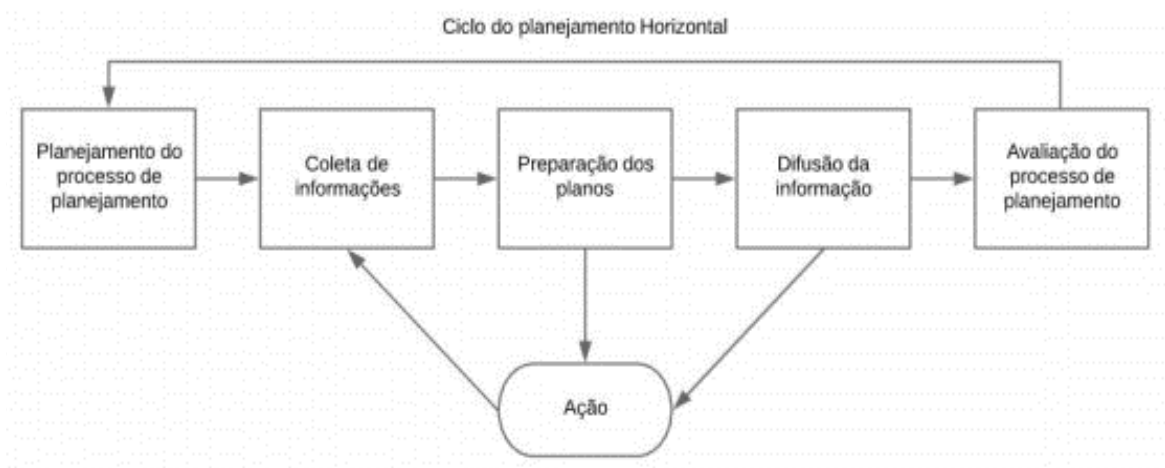 Ciclo do planejamento Horizontal
Planejamento do
processo de
planejamento
Coleta de
informações
Preparação dos
planos
Difusão da
informação
Avaliação do
processo de
planejamento
Ação